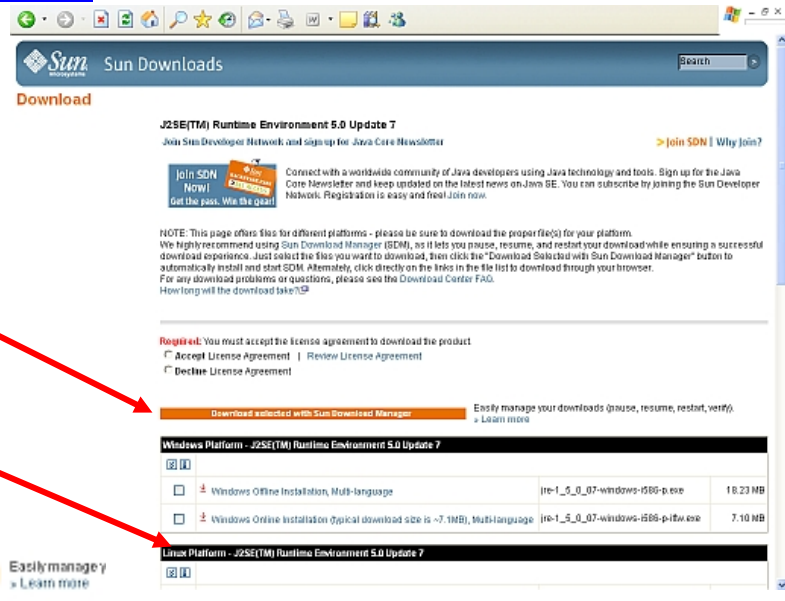 Sun
microsystems
Sun Downloads
Search
Download
J2SE(TM) Runtime Environment 5.0 Update 7
Join Sun Developer Network and sign up for Java Core Newsletter
> Join SDN | Why Join?
Join SDN
Now!
Get the pass. Win the gear!
Connect with a worldwide community of Java developers using Java technology and tools. Sign up for the Java
Core Newsletter and keep updated on the latest news on Java SE. You can subscribe by joining the Sun Developer
Network. Registration is easy and free! Join now.
NOTE: This page offers files for different platforms - please be sure to download the proper file(s) for your platform.
We highly recommend using Sun Download Manager (SDM), as it lets you pause, resume, and restart your download while ensuring a successful
download experience. Just select the files you want to download, then click the "Download Selected with Sun Download Manager" button to
automatically install and start SDM. Alternately, click directly on the links in the file list to download through your browser.
For any download problems or questions, please see the Download Center FAQ.
How long will the download take?
Required: You must accept the license agreement to download the product.
Accept License Agreement | Review License Agreement
Decline License Agreement
Download selected with Sun Download Manager
Easily manage your downloads (pause, resume, restart, verify).
» Learn more
Windows Platform - J2SE(TM) Runtime Environment 5.0 Update 7
Windows Offline Installation, Multi-language jre-1_5_0_07-windows-i586-p.exe 18.23 MB
Windows Online Installation (typical download size is ~7.1MB), Multi-language jre-1_5_0_07-windows-i586-p-iftw.exe 7.10 MB
Linux Platform - J2SE(TM) Runtime Environment 5.0 Update 7
Easily manage y
» Learn more